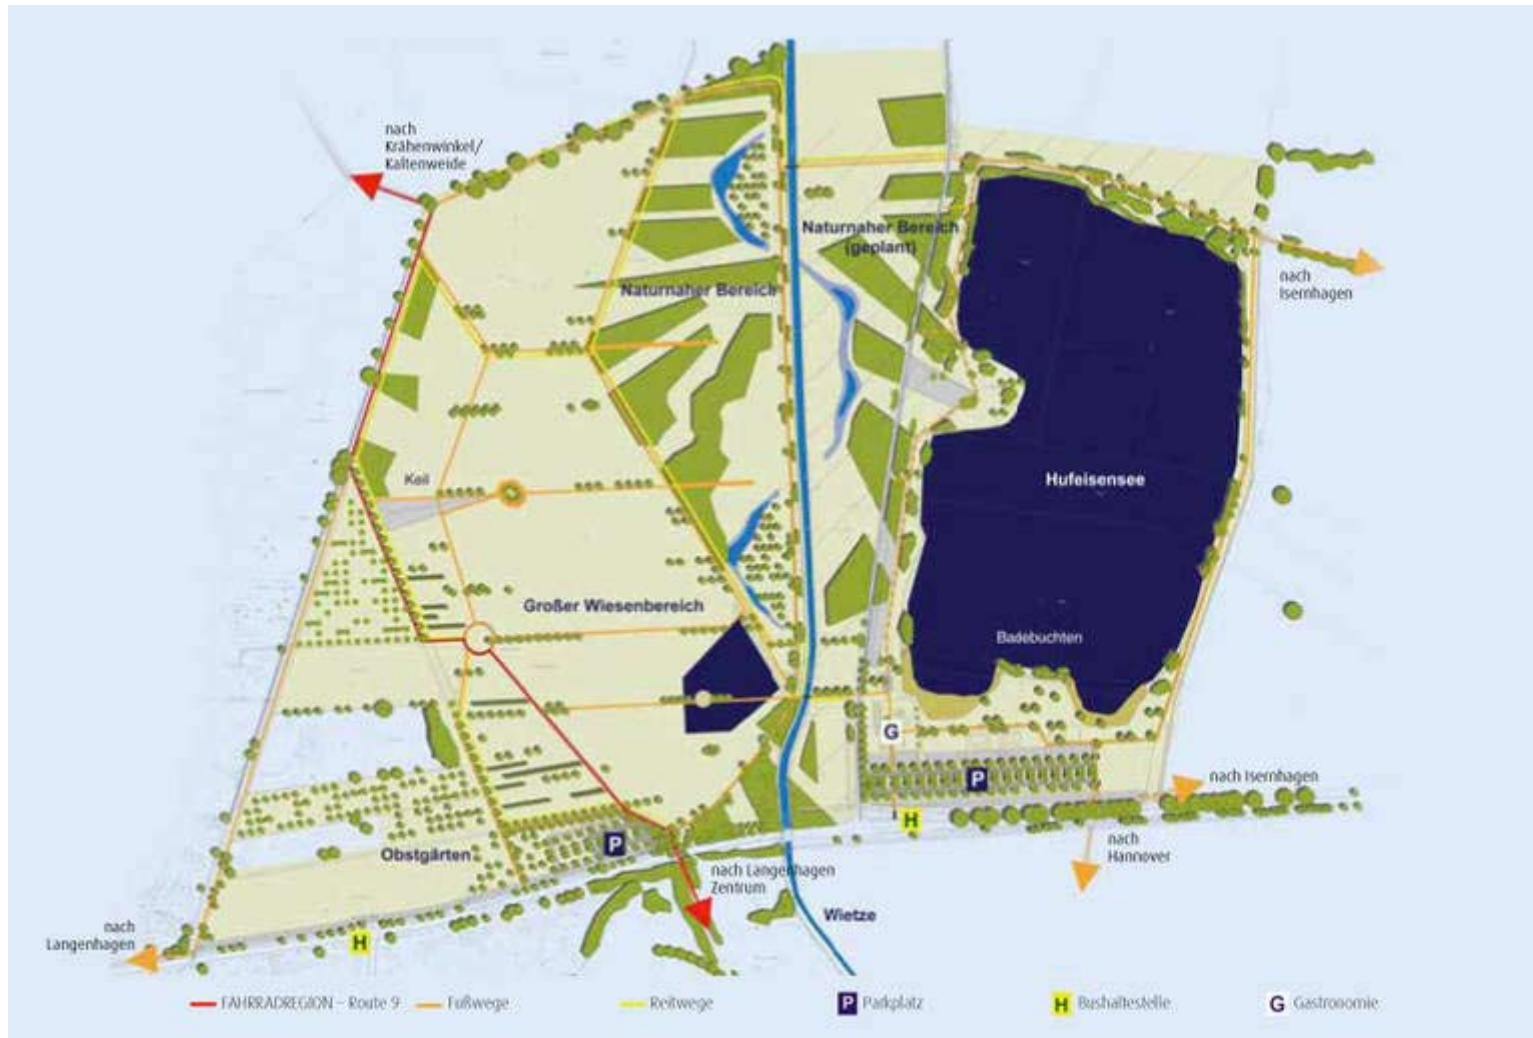 nach
Krähenwinkel/
Kaltenweide
Naturnaher Bereich
(geplant)
nach
Isernhagen
Naturnaher Bereich
Keil
Hufeisensee
Großer Wiesenbereich
Badebuchten
G
P
nach Isernhagen
H
nach
Hannover
P
Obstgärten
nach Langenhagen
Zentrum
Wietze
nach
Langenhagen
H
FAHRRADREGION – Route 9
Fußwege
Reitwege
P Parkplatz
H Bushaltestelle
G Gastronomie